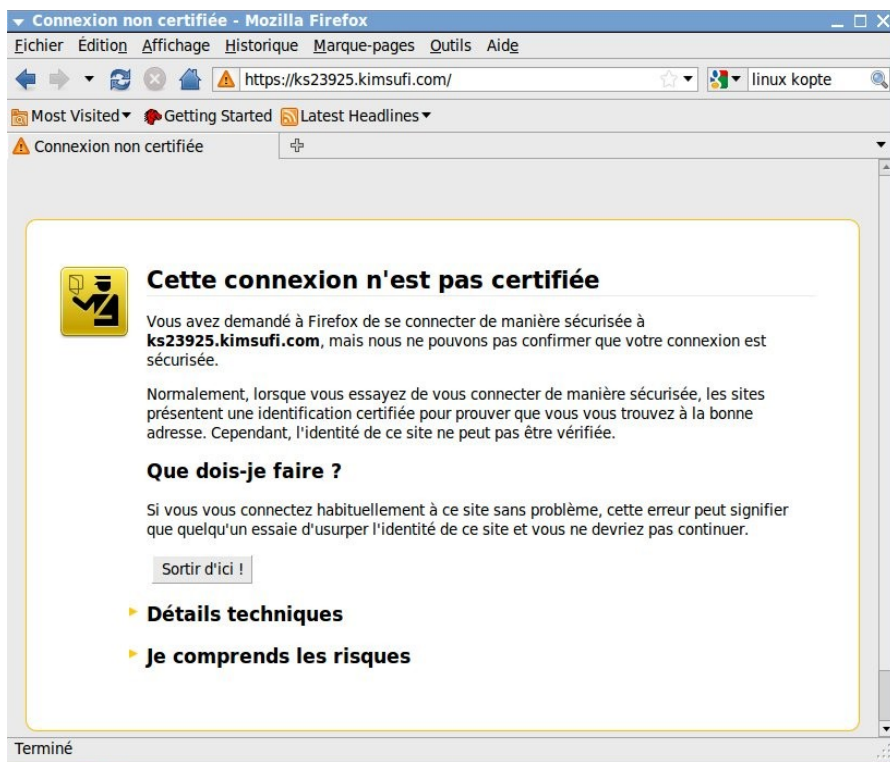 Connexion non certifiée - Mozilla Firefox
Fichier Édition Affichage Historique Marque-pages Outils Aide
https://ks23925.kimsufi.com/
linux kopte
Most Visited Getting Started Latest Headlines
Connexion non certifiée
Cette connexion n'est pas certifiée
Vous avez demandé à Firefox de se connecter de manière sécurisée à
ks23925.kimsufi.com, mais nous ne pouvons pas confirmer que votre connexion est
sécurisée.
Normalement, lorsque vous essayez de vous connecter de manière sécurisée, les sites
présentent une identification certifiée pour prouver que vous vous trouvez à la bonne
adresse. Cependant, l'identité de ce site ne peut pas être vérifiée.
Que dois-je faire ?
Si vous vous connectez habituellement à ce site sans problème, cette erreur peut signifier
que quelqu'un essaie d'usurper l'identité de ce site et vous ne devriez pas continuer.
Sortir d'ici !
Détails techniques
Je comprends les risques
Terminé